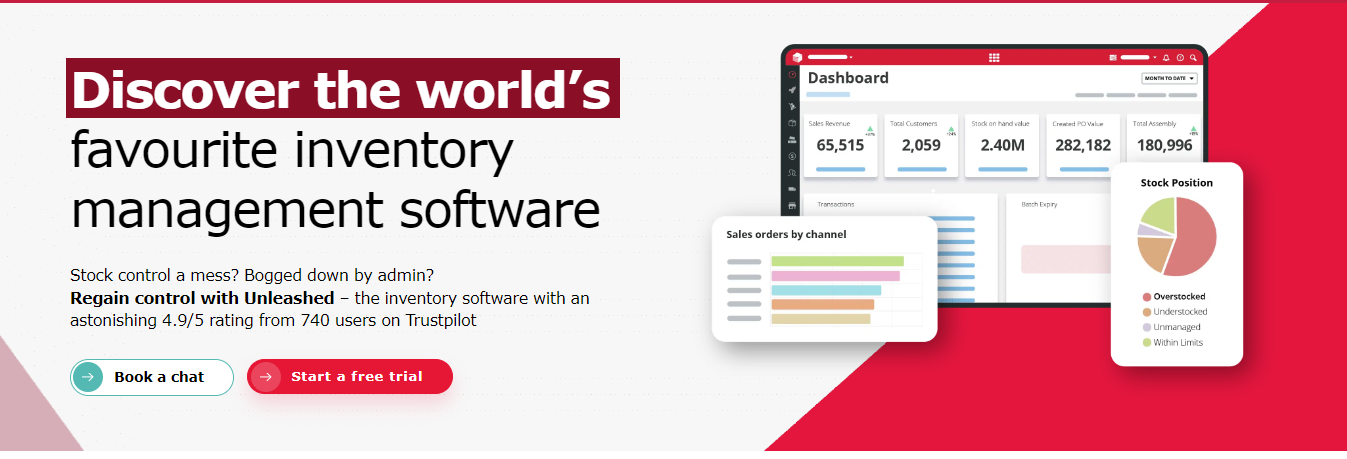 Discover the world's
favourite inventory
management software
Stock control a mess? Bogged down by admin?
Regain control with Unleashed – the inventory software with an
astonishing 4.9/5 rating from 740 users on Trustpilot
Book a chat
Start a free trial
Dashboard
MONTH TO DATE
Sales Revenue
65,515
Total Customers
2,059
Stock on hand value
2.40M
Created PO Value
282,182
Total Assembly
180,996
Transactions
Batch Expiry
Sales orders by channel
Stock Position
Overstocked
Understocked
Unmanaged
Within Limits